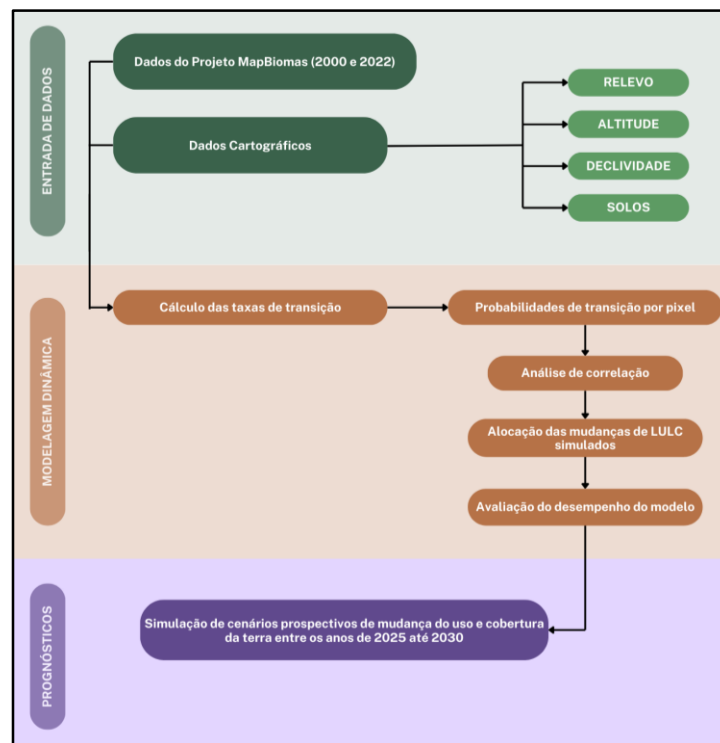 ENTRADA DE DADOS
Dados do Projeto MapBiomas (2000 e 2022)
Dados Cartográficos
RELEVO
ALTITUDE
DECLIVIDADE
SOLOS
MODELAGEM DINÂMICA
Cálculo das taxas de transição
Probabilidades de transição por pixel
Análise de correlação
Alocação das mudanças de LULC
simulados
Avaliação do desempenho do modelo
PROGNÓSTICOS
Simulação de cenários prospectivos de mudança do uso e cobertura
da terra entre os anos de 2025 até 2030